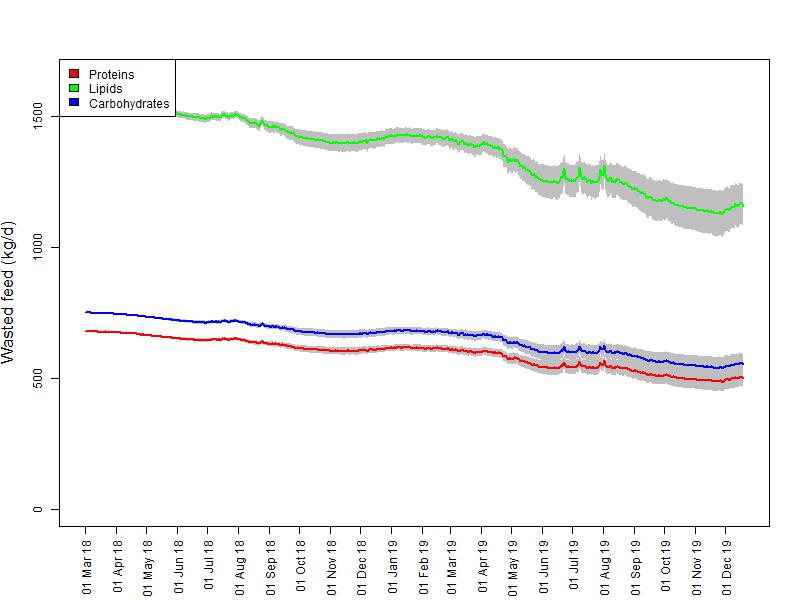 Proteins
Lipids
Carbohydrates
Wasted feed (kg/d)
1500
1000
500
0
01 Mar 18
01 Apr 18
01 May 18
01 Jun 18
01 Jul 18
01 Aug 18
01 Sep 18
01 Oct 18
01 Nov 18
01 Dec 18
01 Jan 19
01 Feb 19
01 Mar 19
01 Apr 19
01 May 19
01 Jun 19
01 Jul 19
01 Aug 19
01 Sep 19
01 Oct 19
01 Nov 19
01 Dec 19